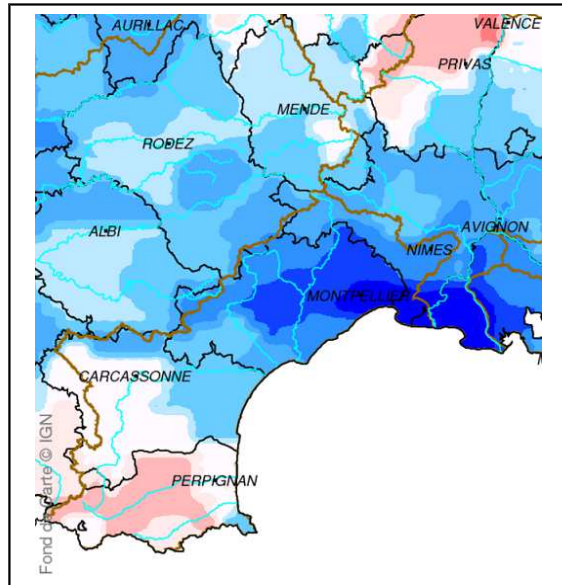 AURILLAC
VALENCE
PRIVAS
MENDE
RODEZ
ALBI
NIMES
AVIGNON
MONTPELLIER
CARCASSONNE
PERPIGNAN
Fond de carte © IGN